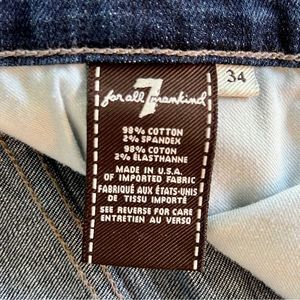 7
for all mankind
34
98% COTTON
2% SPANDEX
98% COTON
2% ÉLASTHANNE
MADE IN U.S.A.
OF IMPORTED FABRIC
FABRIQUÉ AUX ÉTATS-UNIS
DE TISSU IMPORTÉ
SEE REVERSE FOR CARE
ENTRETIEN AU VERSO